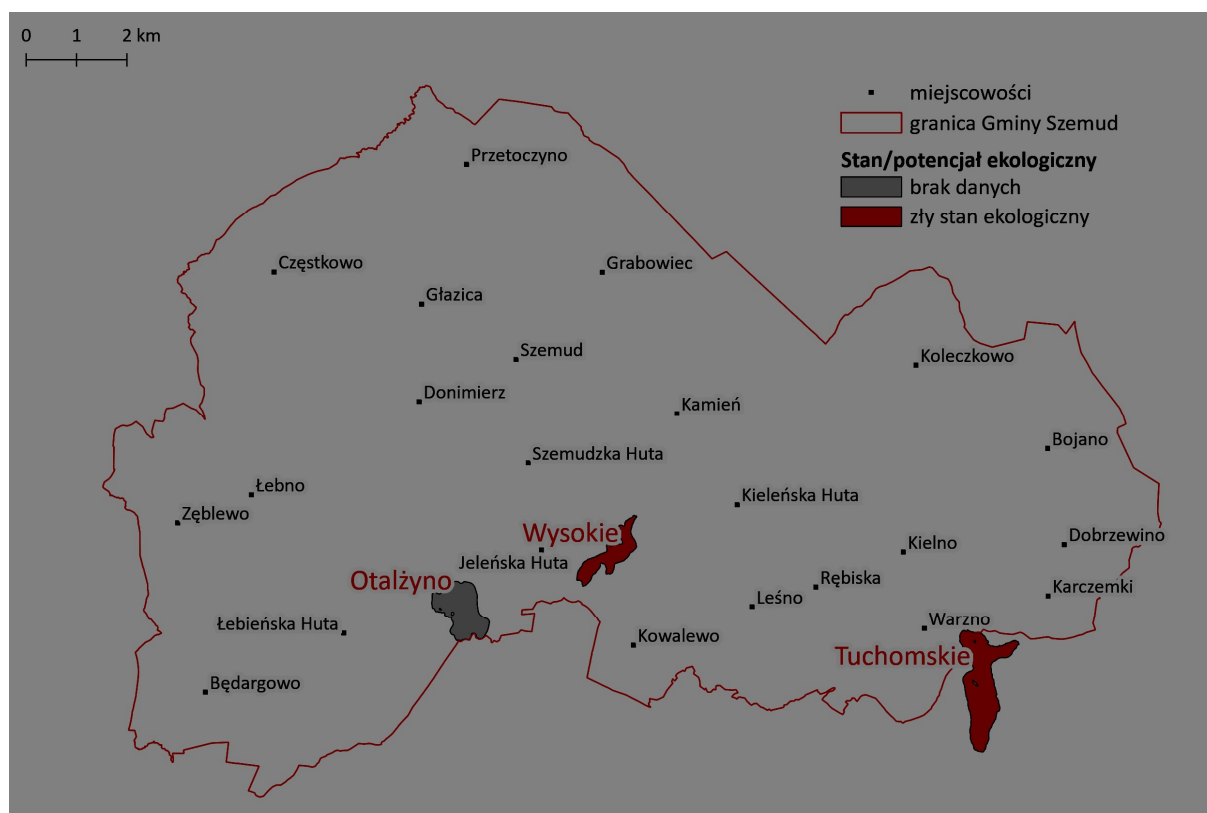 0 1 2 km
miejscowości
granica Gminy Szemud
Stan/potencjał ekologiczny
brak danych
zły stan ekologiczny
Przetoczyno
Częstkowo
Grabowiec
Głazica
Szemud
Koleczkowo
Donimierz
Kamień
Bojano
Szemudzka Huta
Łebno
Kieleńska Huta
Zęblewo
Wysokie
Dobrzewino
Kielno
Jeleńska Huta
Otalżyno
Rębiska
Karczemki
Leśno
Łebieńska Huta
Warzno
Kowalewo
Tuchomskie
Będargowo